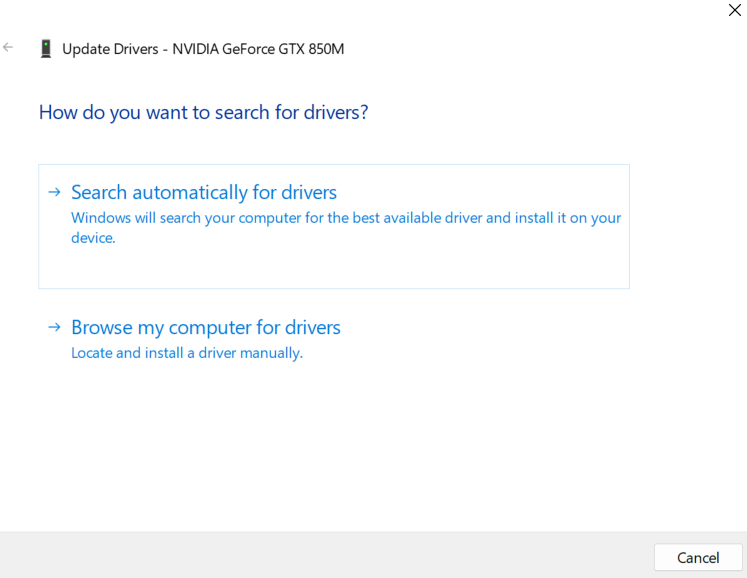 Update Drivers - NVIDIA GeForce GTX 850M
How do you want to search for drivers?
Search automatically for drivers
Windows will search your computer for the best available driver and install it on your
device.
Browse my computer for drivers
Locate and install a driver manually.
Cancel